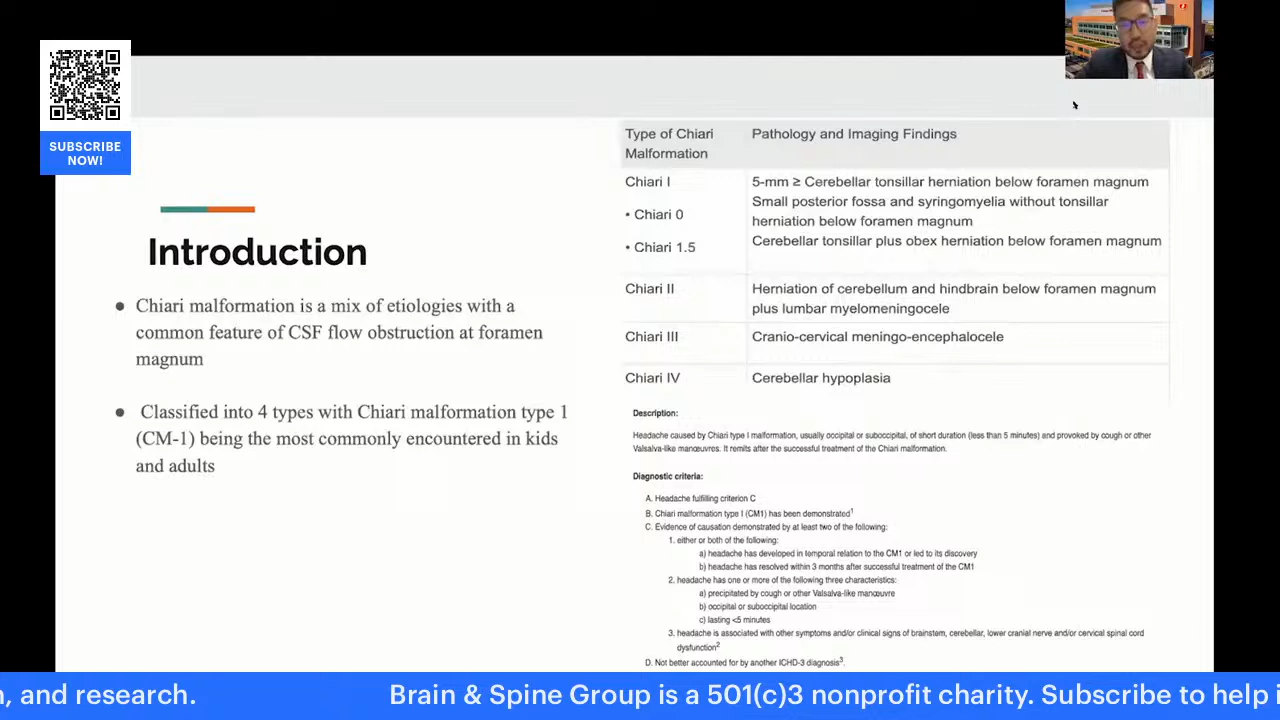 SUBSCRIBE
NOW!
Introduction
● Chiari malformation is a mix of etiologies with a
common feature of CSF flow obstruction at foramen
magnum
● Classified into 4 types with Chiari malformation type 1
(CM-1) being the most commonly encountered in kids
and adults
Type of Chiari
Malformation
Pathology and Imaging Findings
Chiari I
5-mm ≥ Cerebellar tonsillar herniation below foramen magnum
• Chiari 0
Small posterior fossa and syringomyelia without tonsillar
herniation below foramen magnum
• Chiari 1.5
Cerebellar tonsillar plus obex herniation below foramen magnum
Chiari II
Herniation of cerebellum and hindbrain below foramen magnum
plus lumbar myelomeningocele
Chiari III
Cranio-cervical meningo-encephalocele
Chiari IV
Cerebellar hypoplasia
Description:
Headache caused by Chiari type I malformation, usually occipital or suboccipital, of short duration (less than 5 minutes) and provoked by cough or other
Valsalva-like manœuvres. It remits after the successful treatment of the Chiari malformation.
Diagnostic criteria:
A. Headache fulfilling criterion C
B. Chiari malformation type I (CM1) has been demonstrated1
C. Evidence of causation demonstrated by at least two of the following:
1. either or both of the following:
a) headache has developed in temporal relation to the CM1 or led to its discovery
b) headache has resolved within 3 months after successful treatment of the CM1
2. headache has one or more of the following three characteristics:
a) precipitated by cough or other Valsalva-like manœuvre
b) occipital or suboccipital location
c) lasting <5 minutes
3. headache is associated with other symptoms and/or clinical signs of brainstem, cerebellar, lower cranial nerve and/or cervical spinal cord
dysfunction2
D. Not better accounted for by another ICHD-3 diagnosis3.
, and research. Brain & Spine Group is a 501(c)3 nonprofit charity. Subscribe to help